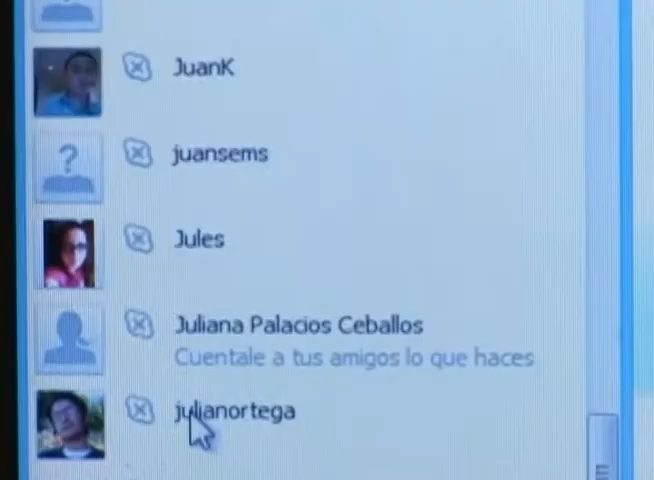 JuanK
juansems
Jules
Juliana Palacios Ceballos
Cuentale a tus amigos lo que haces
julianortega